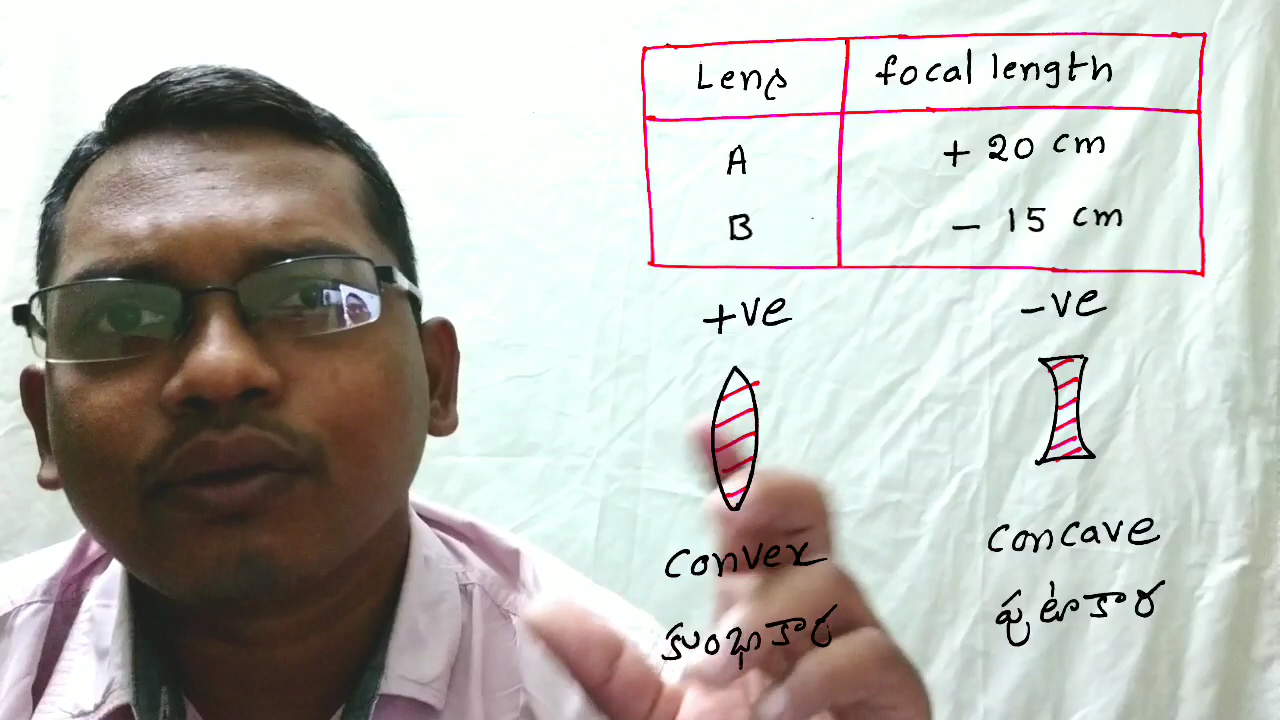 Lens focal length
A + 20 cm
B - 15 cm
+ve -ve
convex concave
కుంభాకార పుటాకార